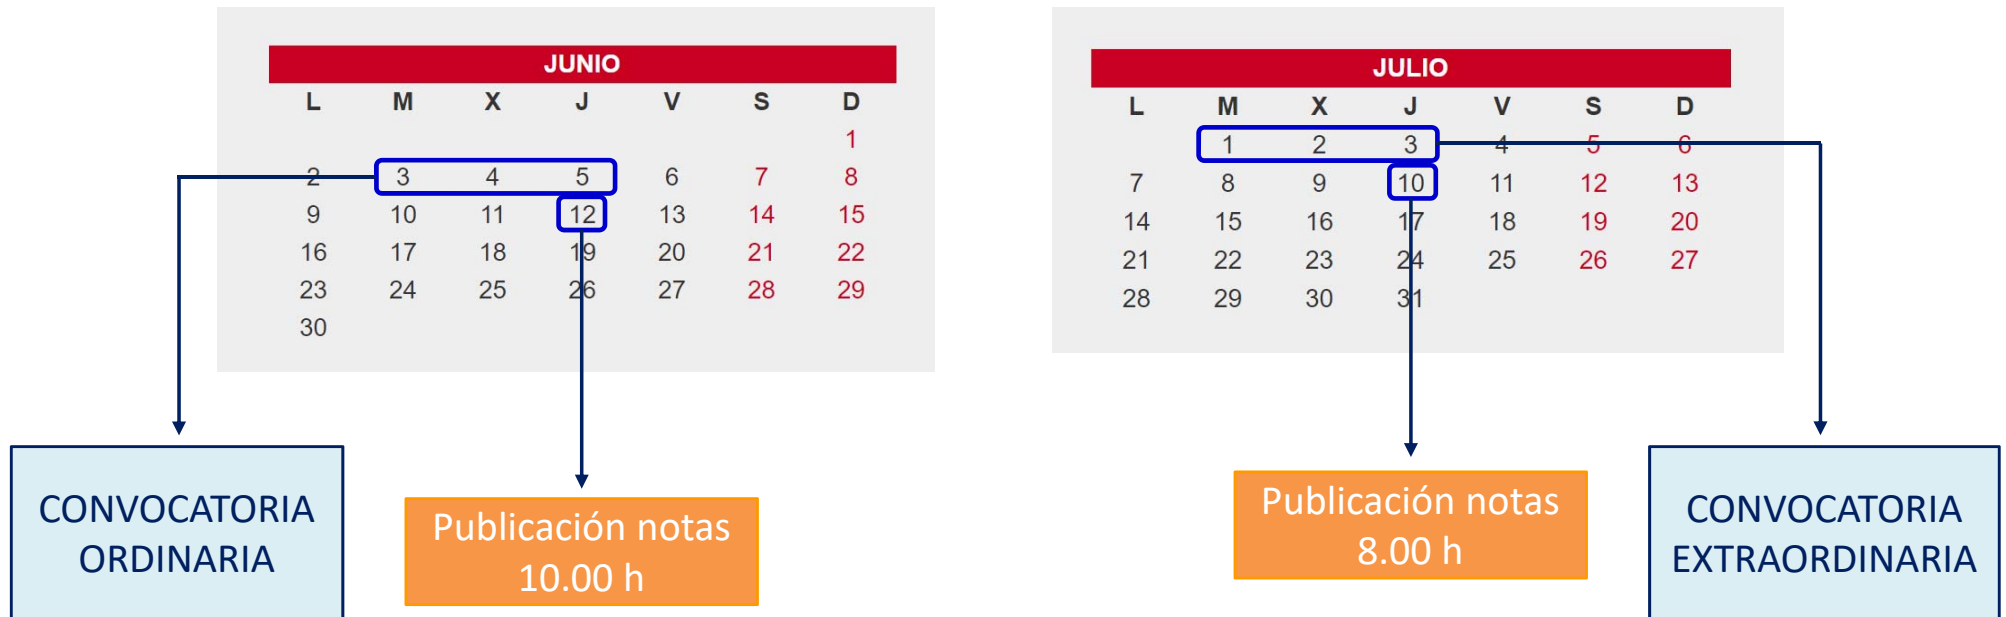 JUNIO
L M X J V S D
1
2 3 4 5 6 7 8
9 10 11 12 13 14 15
16 17 18 19 20 21 22
23 24 25 26 27 28 29
30
CONVOCATORIA
ORDINARIA
Publicación notas
10.00 h
JULIO
L M X J V S D
1 2 3 4 5 6
7 8 9 10 11 12 13
14 15 16 17 18 19 20
21 22 23 24 25 26 27
28 29 30 31
Publicación notas
8.00 h
CONVOCATORIA
EXTRAORDINARIA